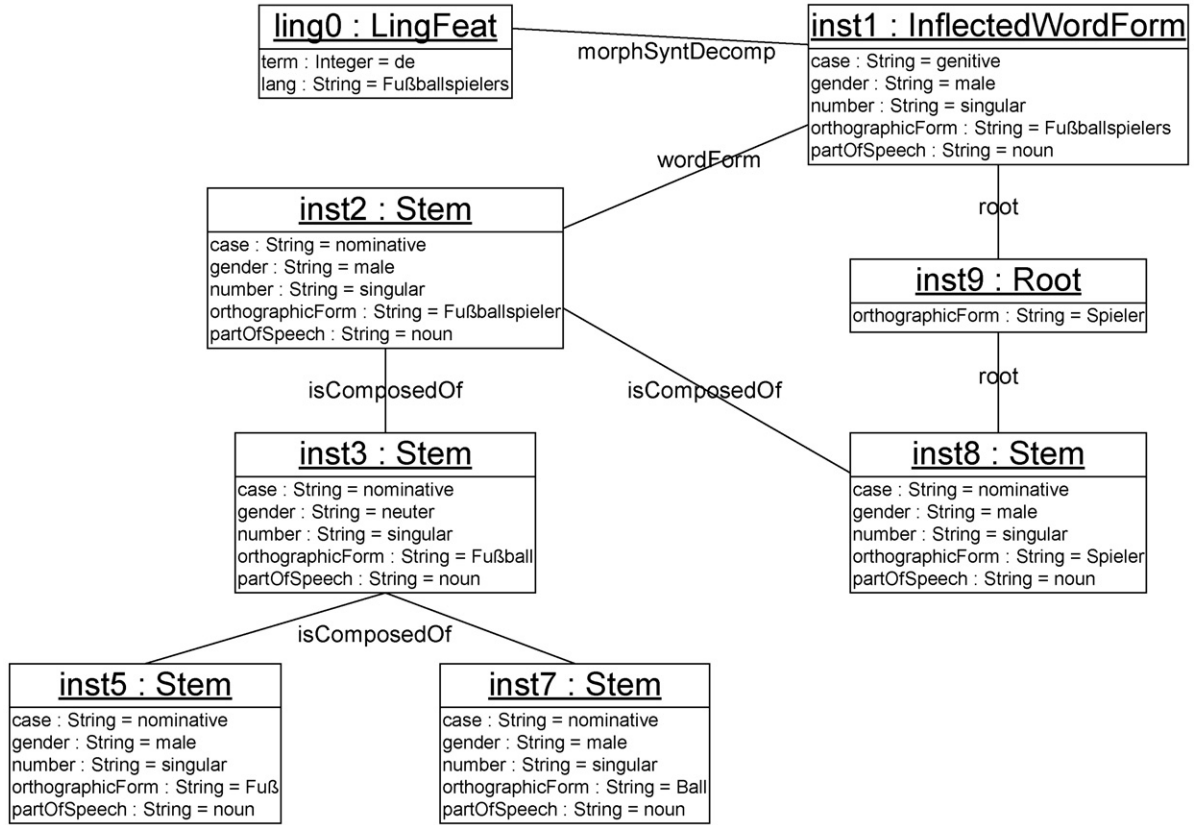 ling0 : LingFeat
term : Integer = de
lang : String = Fußballspielers
morphSyntDecomp
inst1 : InflectedWordForm
case : String = genitive
gender : String = male
number : String = singular
orthographicForm : String = Fußballspielers
partOfSpeech : String = noun
wordForm
root
inst2 : Stem
case : String = nominative
gender : String = male
number : String = singular
orthographicForm : String = Fußballspieler
partOfSpeech : String = noun
inst9 : Root
orthographicForm : String = Spieler
isComposedOf
isComposedOf
root
inst3 : Stem
case : String = nominative
gender : String = neuter
number : String = singular
orthographicForm : String = Fußball
partOfSpeech : String = noun
inst8 : Stem
case : String = nominative
gender : String = male
number : String = singular
orthographicForm : String = Spieler
partOfSpeech : String = noun
isComposedOf
inst5 : Stem
case : String = nominative
gender : String = male
number : String = singular
orthographicForm : String = Fuß
partOfSpeech : String = noun
inst7 : Stem
case : String = nominative
gender : String = male
number : String = singular
orthographicForm : String = Ball
partOfSpeech : String = noun